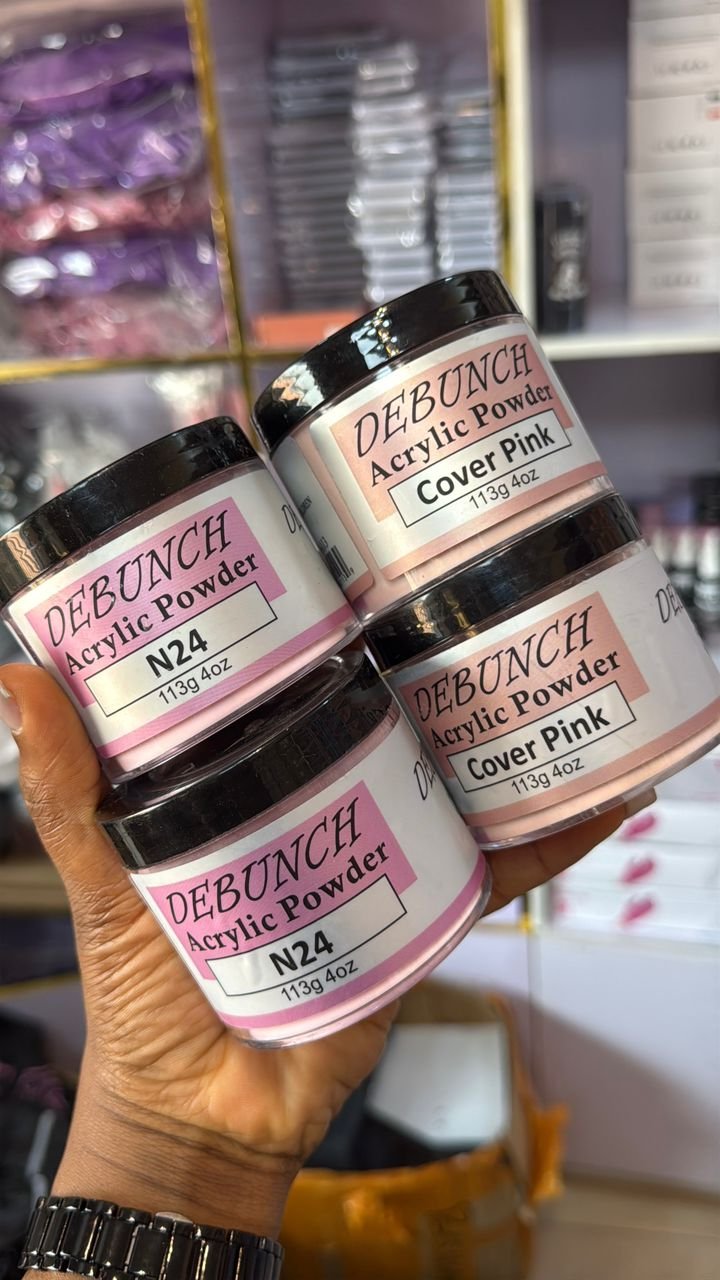 DEBUNCH
Acrylic Powder
Cover Pink
113g 4oz
DEBUNCH
Acrylic Powder
N24
113g 4oz
DEBUNCH
Acrylic Powder
Cover Pink
113g 4oz
DEBUNCH
Acrylic Powder
N24
113g 4oz